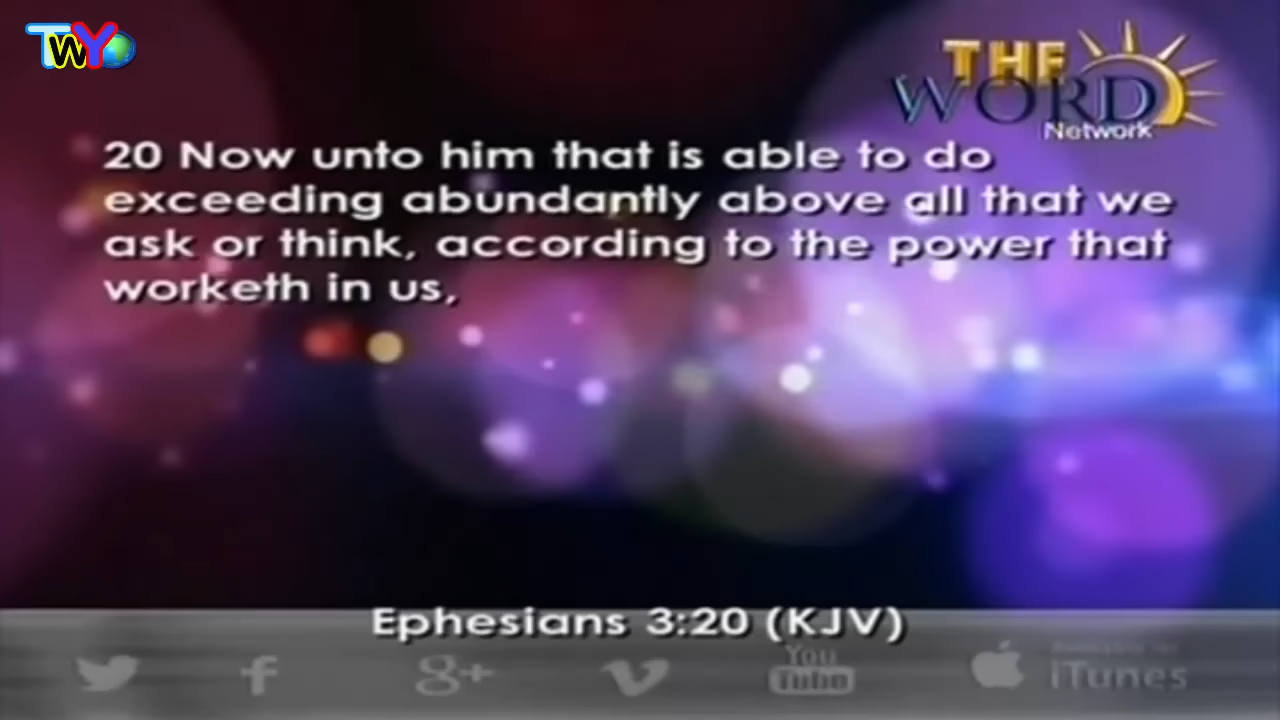 TWY
THE
WORD
Network
20 Now unto him that is able to do
exceeding abundantly above all that we
ask or think, according to the power that
worketh in us,
Ephesians 3:20 (KJV)
g+
You
Tube
iTunes